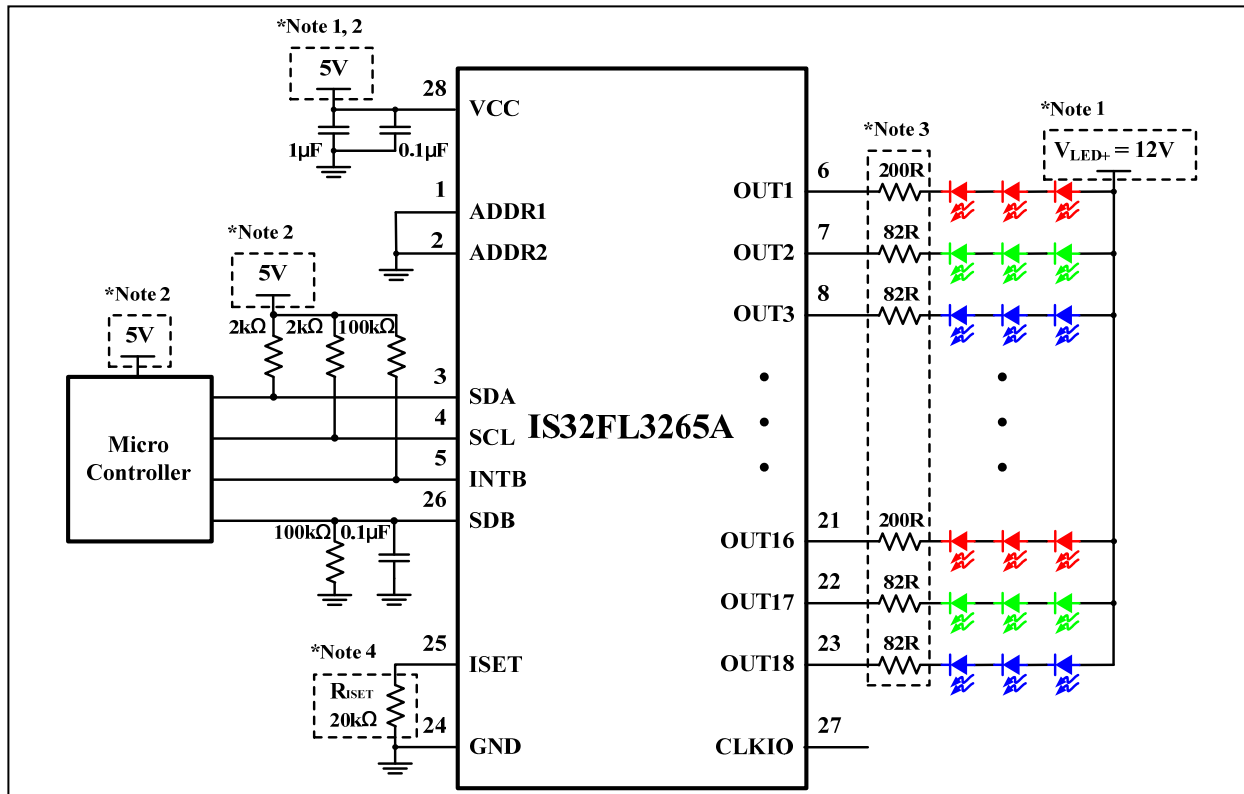 *Note 1, 2
5V
28
VCC
1µF
0.1µF
1
ADDR1
2
ADDR2
*Note 2
5V
2kΩ
2kΩ
100kΩ
*Note 2
5V
Micro
Controller
3
SDA
4
SCL
5
INTB
26
SDB
100kΩ
0.1µF
25
ISET
*Note 4
RISET
20kΩ
24
GND
IS32FL3265A
*Note 3
*Note 1
VLED+ = 12V
6
OUT1
200R
7
OUT2
82R
8
OUT3
82R
21
OUT16
200R
22
OUT17
82R
23
OUT18
82R
27
CLKIO